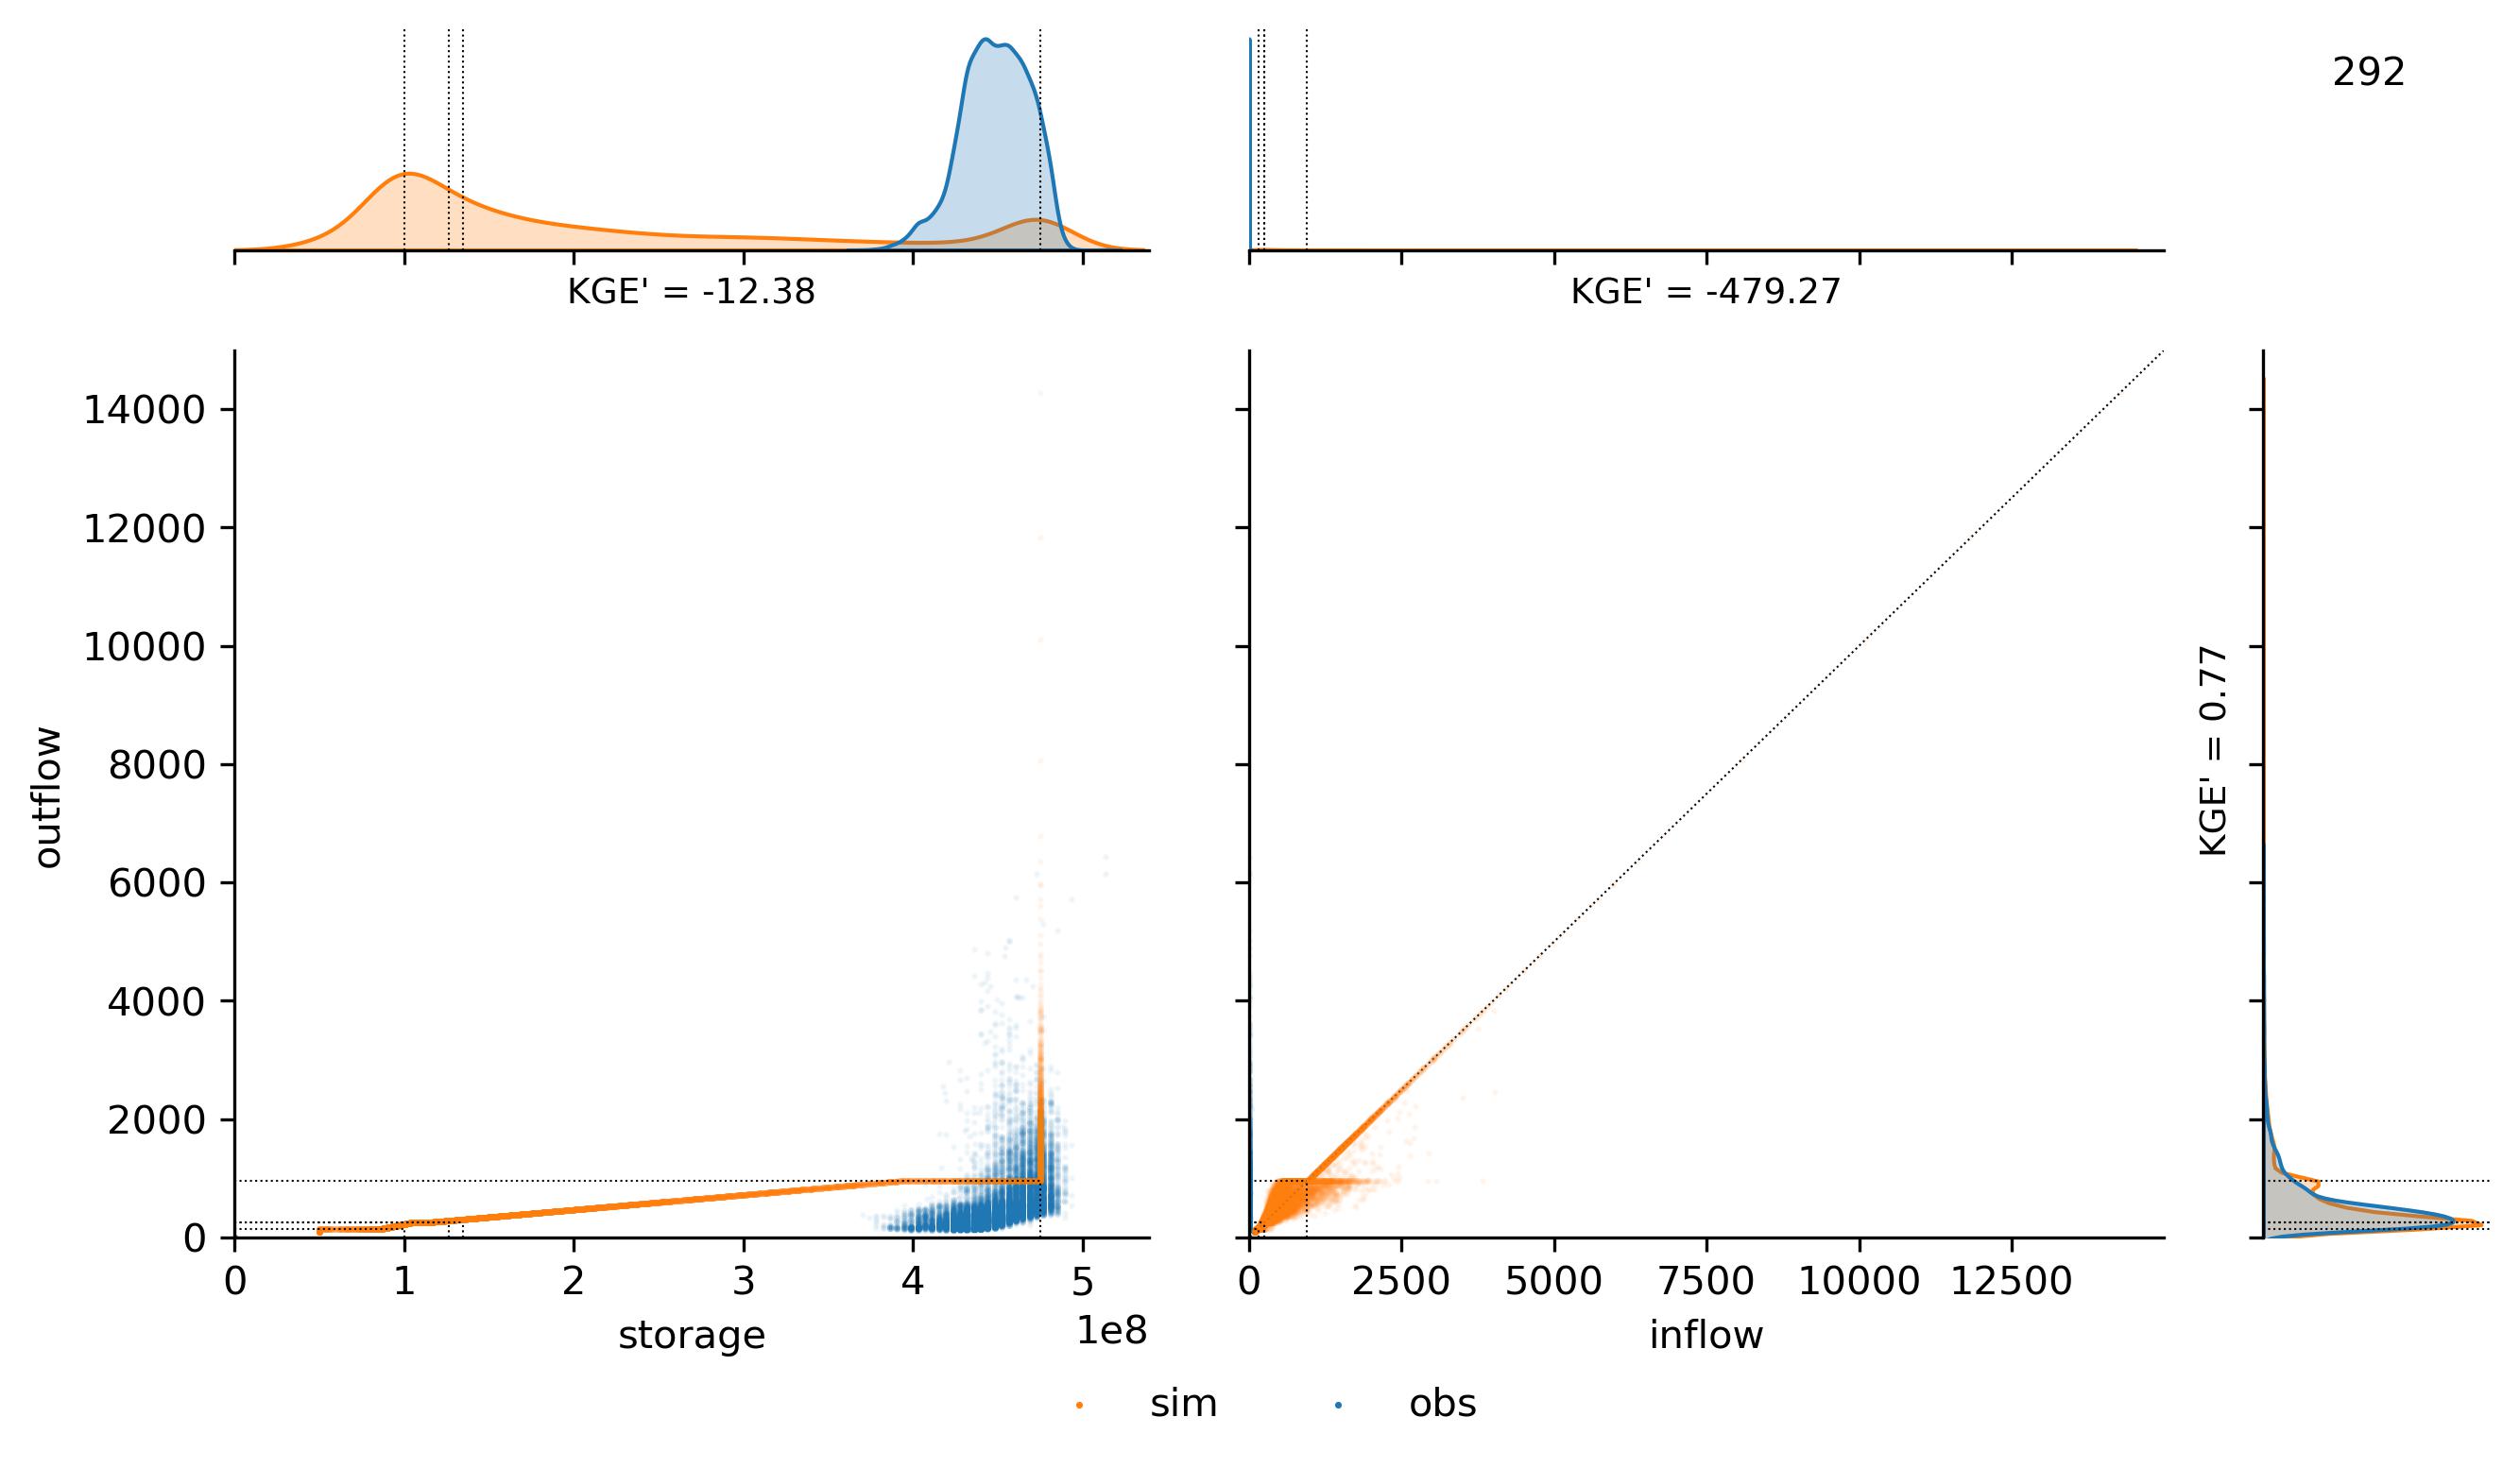 292
KGE' = -12.38
KGE' = -479.27
14000
12000
10000
8000
6000
4000
2000
0
outflow
KGE' = 0.77
0 1 2 3 4 5
1e8
storage
0 2500 5000 7500 10000 12500
inflow
sim obs